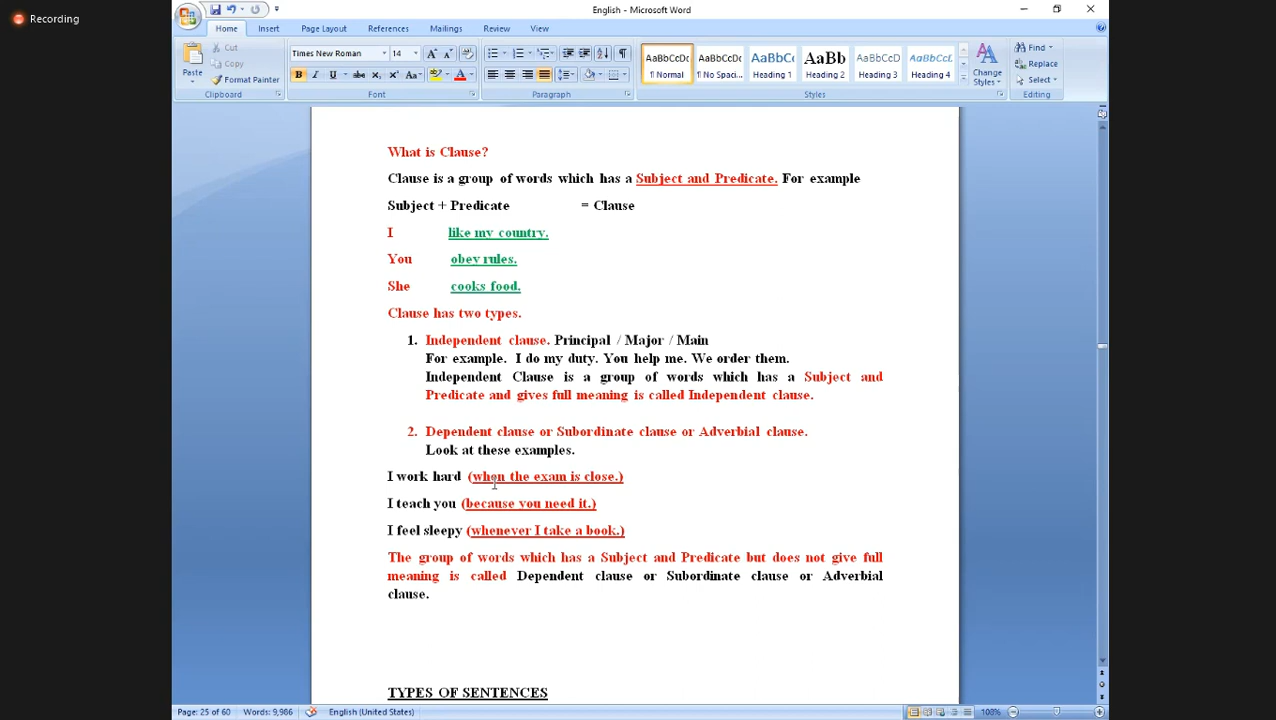 Recording
English - Microsoft Word
Home Insert Page Layout References Mailings Review View
Paste
Cut
Copy
Format Painter
Clipboard
Times New Roman
14
Font
Paragraph
AaBbCcDc
¶ Normal
AaBbCcDc
¶ No Spaci...
AaBbC
Heading 1
AaBb
Heading 2
AaBbCcD
Heading 3
AaBbCcL
Heading 4
Change
Styles
Styles
Find
Replace
Select
Editing
What is Clause?
Clause is a group of words which has a Subject and Predicate. For example
Subject + Predicate = Clause
I like my country.
You obey rules.
She cooks food.
Clause has two types.
1. Independent clause. Principal / Major / Main
For example. I do my duty. You help me. We order them.
Independent Clause is a group of words which has a Subject and
Predicate and gives full meaning is called Independent clause.
2. Dependent clause or Subordinate clause or Adverbial clause.
Look at these examples.
I work hard (when the exam is close.)
I teach you (because you need it.)
I feel sleepy (whenever I take a book.)
The group of words which has a Subject and Predicate but does not give full
meaning is called Dependent clause or Subordinate clause or Adverbial
clause.
TYPES OF SENTENCES
Page: 25 of 60 Words: 9,986 English (United States) 108%